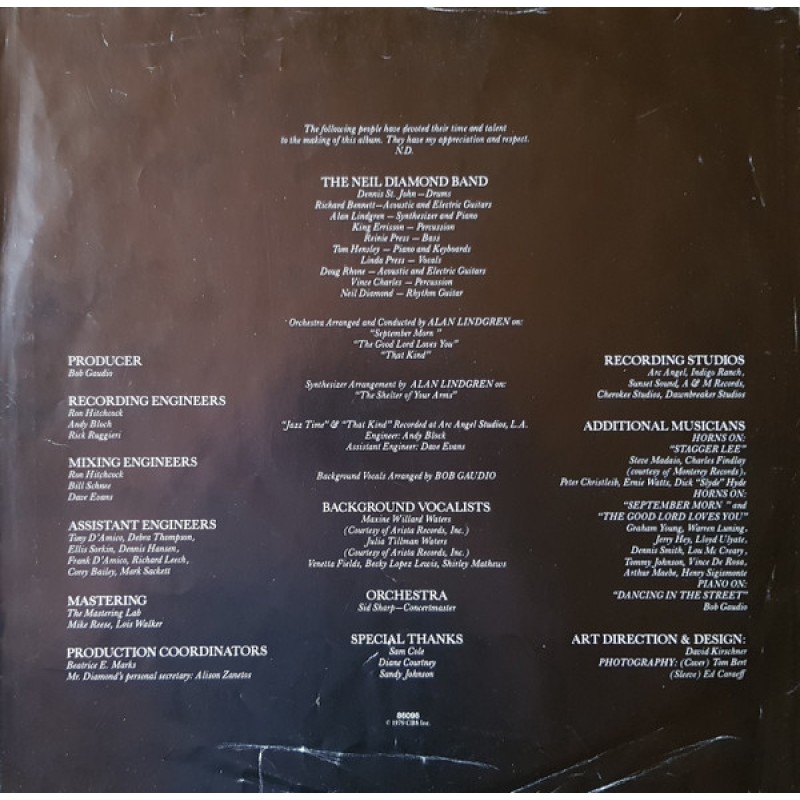 The following people have devoted their time and talent
to the making of this album. They have my appreciation and respect.
N.D.
THE NEIL DIAMOND BAND
Dennis St. John — Drums
Richard Bennett — Acoustic and Electric Guitars
Alan Lindgren — Synthesizer and Piano
King Errisson — Percussion
Reinie Press — Bass
Tom Hensley — Piano and Keyboards
Linda Press — Vocals
Doug Rhone — Acoustic and Electric Guitars
Vince Charles — Percussion
Neil Diamond — Rhythm Guitar
Orchestra Arranged and Conducted by ALAN LINDGREN on:
"September Morn"
"The Good Lord Loves You"
"That Kind"
Synthesizer Arrangement by ALAN LINDGREN on:
"The Shelter of Your Arms"
"Jazz Time" & "That Kind" Recorded at Arc Angel Studios, L.A.
Engineer: Andy Block
Assistant Engineer: Dave Evans
Background Vocals Arranged by BOB GAUDIO
BACKGROUND VOCALISTS
Maxine Willard Waters
(Courtesy of Arista Records, Inc.)
Julia Tillman Waters
(Courtesy of Arista Records, Inc.)
Venetta Fields, Becky Lopez Lewis, Shirley Mathews
ORCHESTRA
Sid Sharp—Concertmaster
SPECIAL THANKS
Sam Cole
Diane Courtney
Sandy Johnson
86096
© 1979 CBS Inc.
PRODUCER
Bob Gaudio
RECORDING ENGINEERS
Ron Hitchcock
Andy Bloch
Rick Ruggieri
MIXING ENGINEERS
Ron Hitchcock
Bill Schnee
Dave Evans
ASSISTANT ENGINEERS
Tony D'Amico, Debra Thompson,
Ellis Sorkin, Dennis Hansen,
Frank D'Amico, Richard Leech,
Corey Bailey, Mark Sackett
MASTERING
The Mastering Lab
Mike Reese, Lois Walker
PRODUCTION COORDINATORS
Beatrice E. Marks
Mr. Diamond's personal secretary: Alison Zanetos
RECORDING STUDIOS
Arc Angel, Indigo Ranch,
Sunset Sound, A & M Records,
Cherokee Studios, Dawnbreaker Studios
ADDITIONAL MUSICIANS
HORNS ON:
"STAGGER LEE"
Steve Madaio, Charles Findlay
(courtesy of Monterey Records),
Peter Christleib, Ernie Watts, Dick "Slyde" Hyde
HORNS ON:
"SEPTEMBER MORN" and
"THE GOOD LORD LOVES YOU"
Graham Young, Warren Luning,
Jerry Hey, Lloyd Ulyate,
Dennis Smith, Lou Mc Creary,
Tommy Johnson, Vince De Rosa,
Arthur Maebe, Henry Sigismonte
PIANO ON:
"DANCING IN THE STREET"
Bob Gaudio
ART DIRECTION & DESIGN:
David Kirschner
PHOTOGRAPHY: (Cover) Tom Bert
(Sleeve) Ed Caraeff